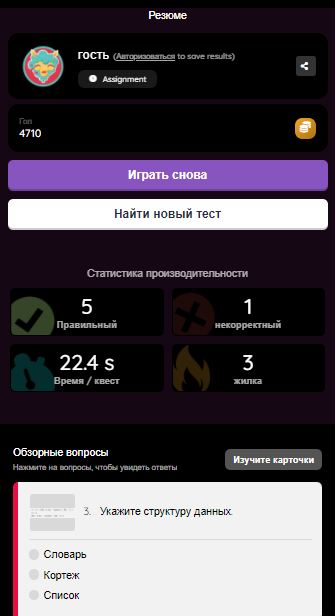 Резюме
гость (Авторизоваться to save results)
Assignment
Гол
4710
Играть снова
Найти новый тест
Статистика производительности
5
Правильный
1
некорректный
22.4 s
Время / квест
3
жилка
Обзорные вопросы
Нажмите на вопросы, чтобы увидеть ответы
Изучите карточки
3. Укажите структуру данных.
Словарь
Кортеж
Список